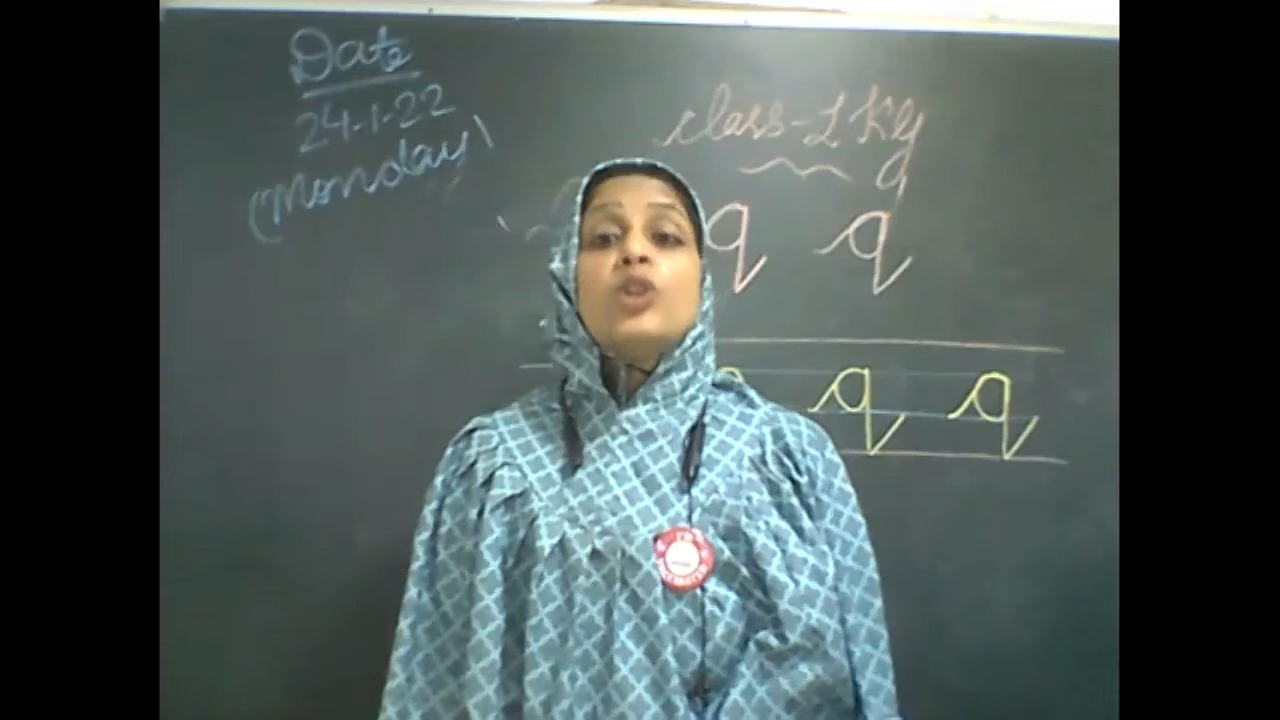 Date
24-1-22
(Monday)
class-LKG
q q
q q